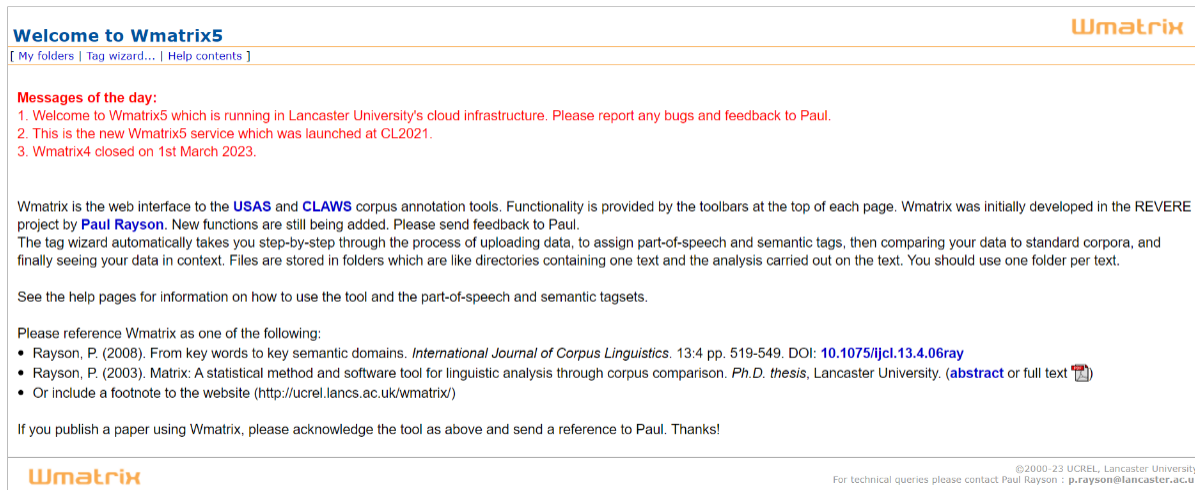 Welcome to Wmatrix5
Wmatrix
[ My folders | Tag wizard... | Help contents ]
Messages of the day:
1. Welcome to Wmatrix5 which is running in Lancaster University's cloud infrastructure. Please report any bugs and feedback to Paul.
2. This is the new Wmatrix5 service which was launched at CL2021.
3. Wmatrix4 closed on 1st March 2023.
Wmatrix is the web interface to the USAS and CLAWS corpus annotation tools. Functionality is provided by the toolbars at the top of each page. Wmatrix was initially developed in the REVERE
project by Paul Rayson. New functions are still being added. Please send feedback to Paul.
The tag wizard automatically takes you step-by-step through the process of uploading data, to assign part-of-speech and semantic tags, then comparing your data to standard corpora, and
finally seeing your data in context. Files are stored in folders which are like directories containing one text and the analysis carried out on the text. You should use one folder per text.
See the help pages for information on how to use the tool and the part-of-speech and semantic tagsets.
Please reference Wmatrix as one of the following:
• Rayson, P. (2008). From key words to key semantic domains. International Journal of Corpus Linguistics. 13:4 pp. 519-549. DOI: 10.1075/ijcl.13.4.06ray
• Rayson, P. (2003). Matrix: A statistical method and software tool for linguistic analysis through corpus comparison. Ph.D. thesis, Lancaster University. (abstract or full text )
• Or include a footnote to the website (http://ucrel.lancs.ac.uk/wmatrix/)
If you publish a paper using Wmatrix, please acknowledge the tool as above and send a reference to Paul. Thanks!
Wmatrix
©2000-23 UCREL, Lancaster University
For technical queries please contact Paul Rayson : p.rayson@lancaster.ac.u